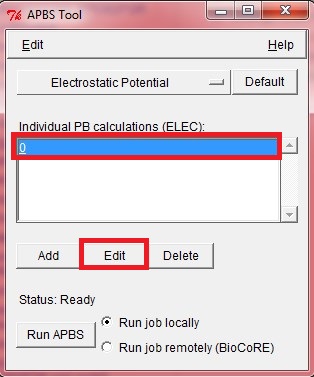 APBS Tool
Edit Help
Electrostatic Potential Default
Individual PB calculations (ELEC):
0
Add Edit Delete
Status: Ready
Run APBS
Run job locally
Run job remotely (BioCoRE)